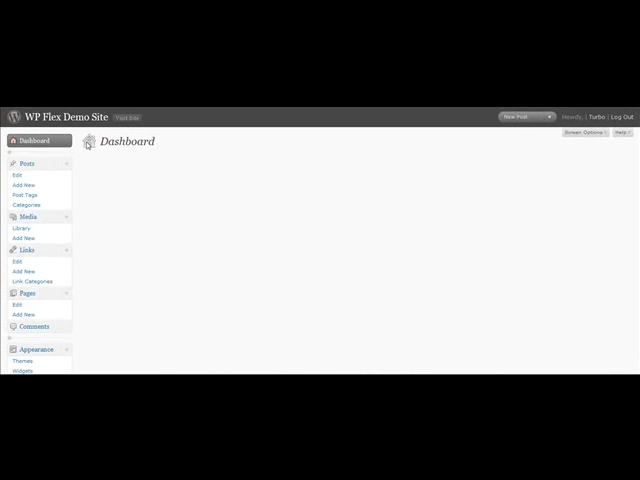 WP Flex Demo Site Visit Site New Post Howdy, | Turbo | Log Out
Screen Options Help
Dashboard
Dashboard
Posts
Edit
Add New
Post Tags
Categories
Media
Library
Add New
Links
Edit
Add New
Link Categories
Pages
Edit
Add New
Comments
Appearance
Themes
Widgets